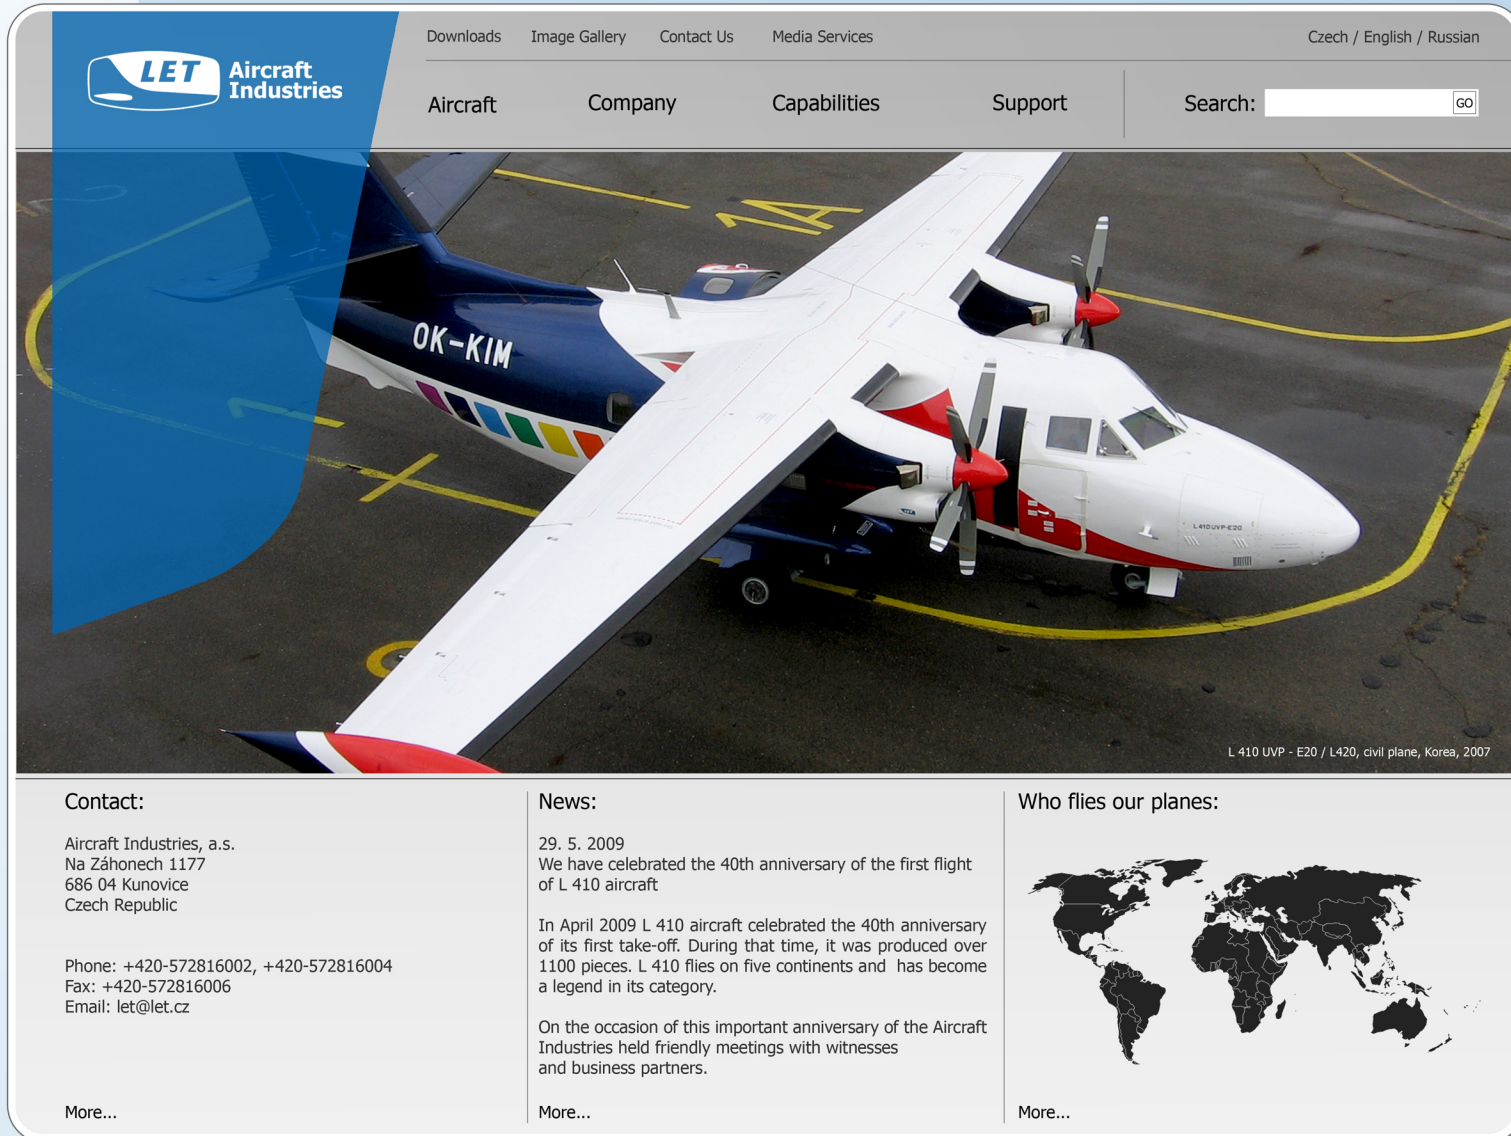 Downloads Image Gallery Contact Us Media Services Czech / English / Russian
LET Aircraft
Industries
Aircraft Company Capabilities Support Search: GO
1A
OK-KIM
L 410 UVP-E20
L 410 UVP - E20 / L420, civil plane, Korea, 2007
Contact:
Aircraft Industries, a.s.
Na Záhonech 1177
686 04 Kunovice
Czech Republic
Phone: +420-572816002, +420-572816004
Fax: +420-572816006
Email: let@let.cz
More...
News:
29. 5. 2009
We have celebrated the 40th anniversary of the first flight
of L 410 aircraft
In April 2009 L 410 aircraft celebrated the 40th anniversary
of its first take-off. During that time, it was produced over
1100 pieces. L 410 flies on five continents and  has become
a legend in its category.
On the occasion of this important anniversary of the Aircraft
Industries held friendly meetings with witnesses
and business partners.
More...
Who flies our planes:
More...